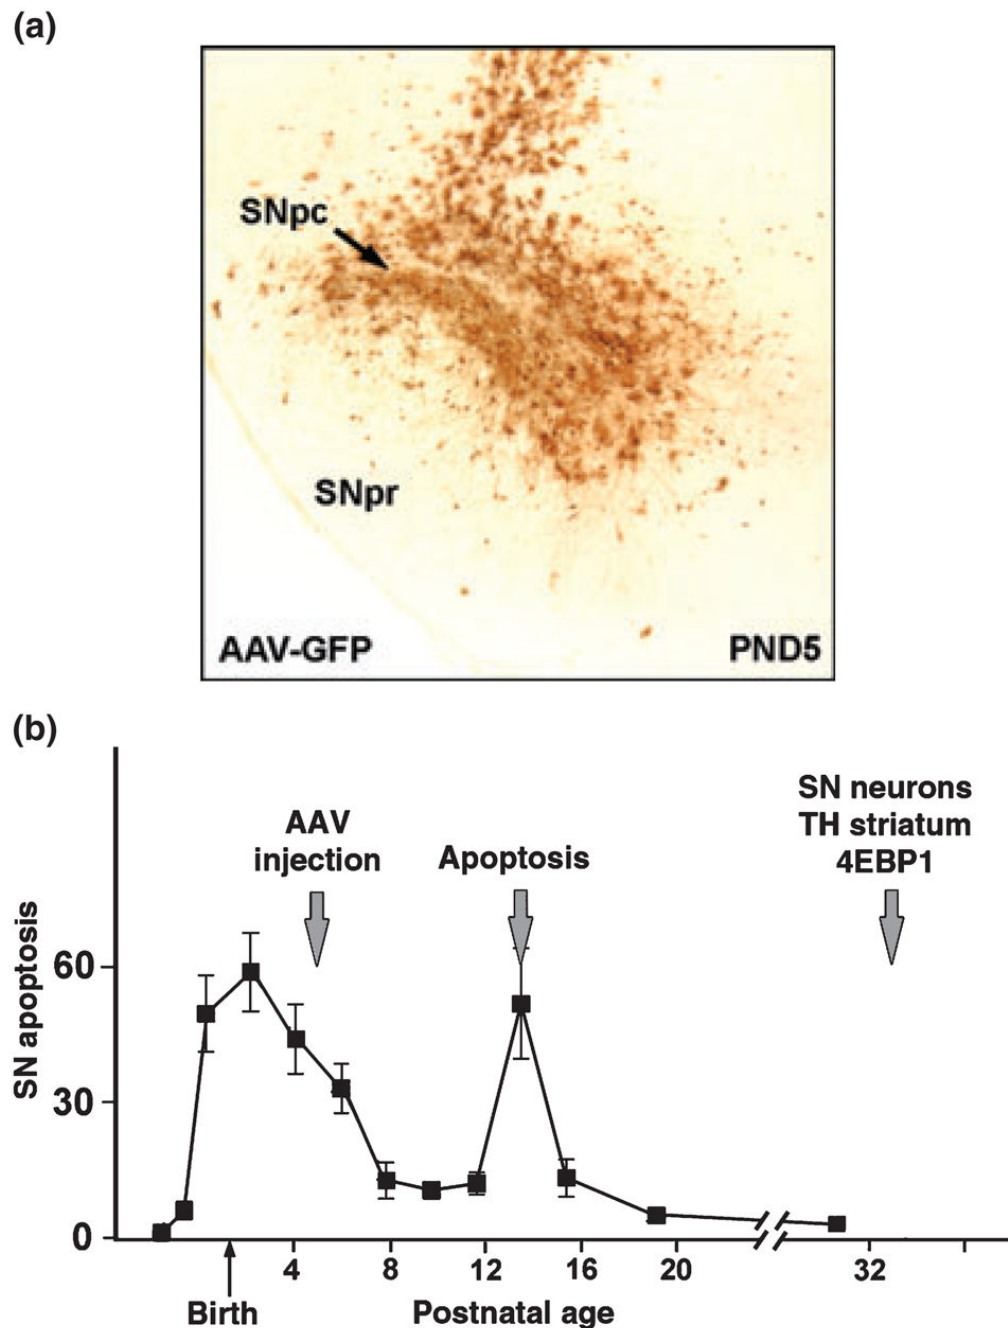 (a)
SNpc
SNpr
AAV-GFP PND5
(b)
AAV
injection
Apoptosis
SN neurons
TH striatum
4EBP1
SN apoptosis
60
30
0
4 8 12 16 20 32
Birth
Postnatal age